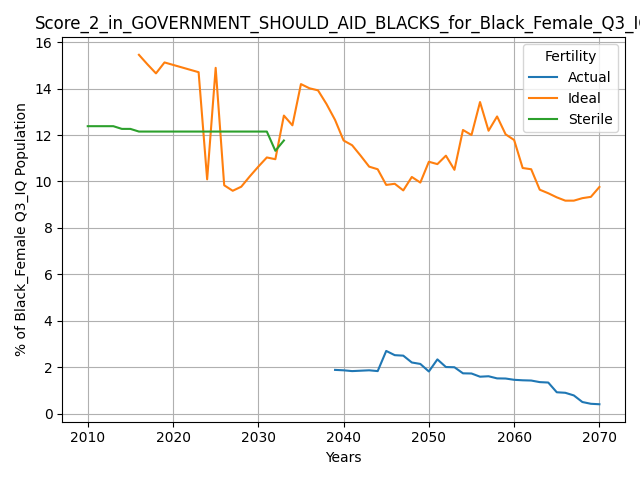 Score_2_in_GOVERNMENT_SHOULD_AID_BLACKS_for_Black_Female_Q3_IQ
16
14
12
10
8
6
4
2
0
% of Black_Female Q3_IQ Population
Fertility
Actual
Ideal
Sterile
2010 2020 2030 2040 2050 2060 2070
Years